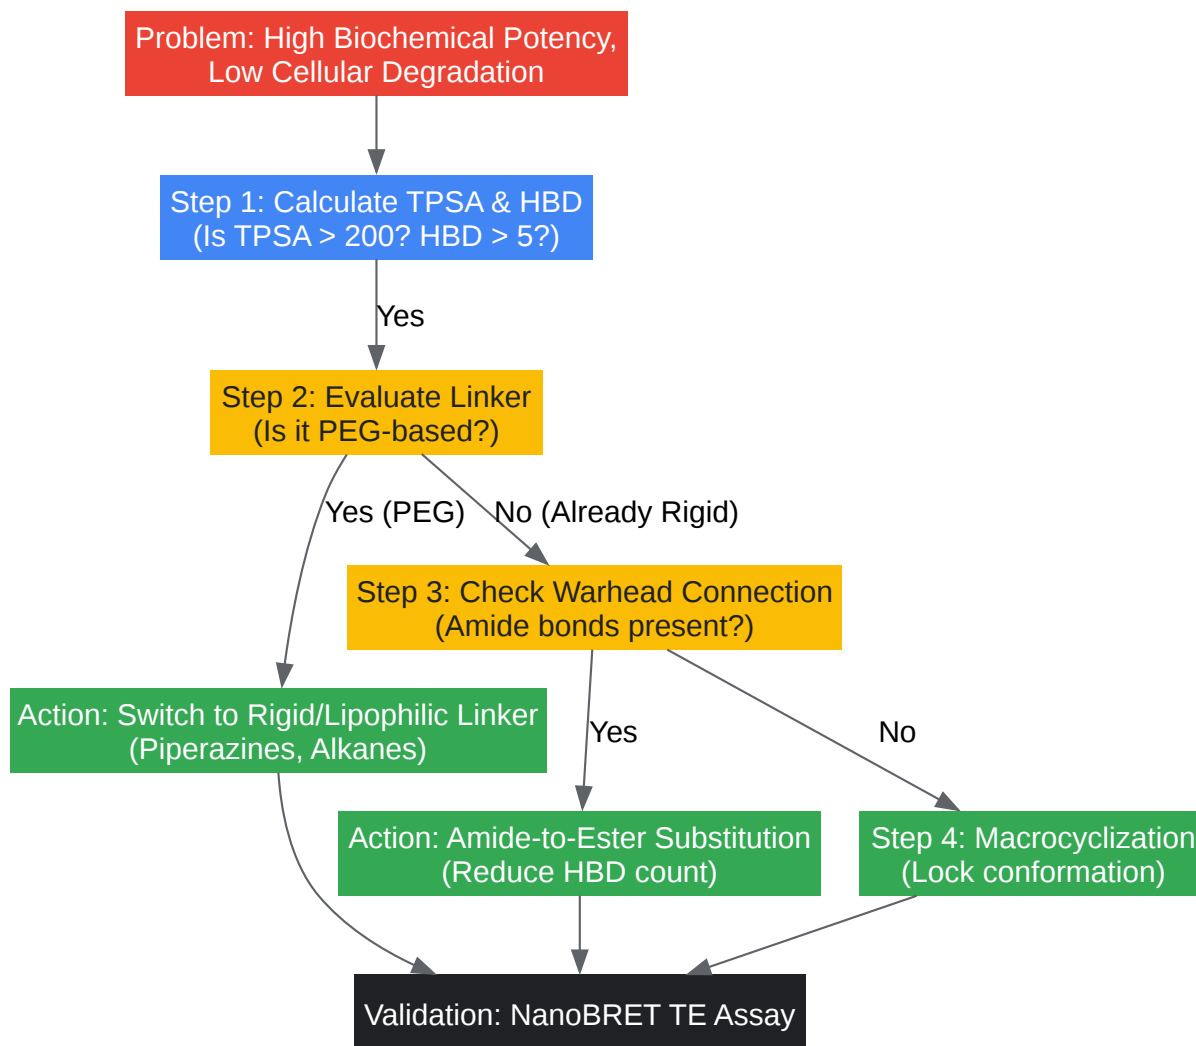 Problem: High Biochemical Potency,
Low Cellular Degradation
Step 1: Calculate TPSA & HBD
(Is TPSA > 200? HBD > 5?)
Yes
Step 2: Evaluate Linker
(Is it PEG-based?)
Yes (PEG)
No (Already Rigid)
Step 3: Check Warhead Connection
(Amide bonds present?)
Action: Switch to Rigid/Lipophilic Linker
(Piperazines, Alkanes)
Yes
No
Action: Amide-to-Ester Substitution
(Reduce HBD count)
Step 4: Macrocyclization
(Lock conformation)
Validation: NanoBRET TE Assay